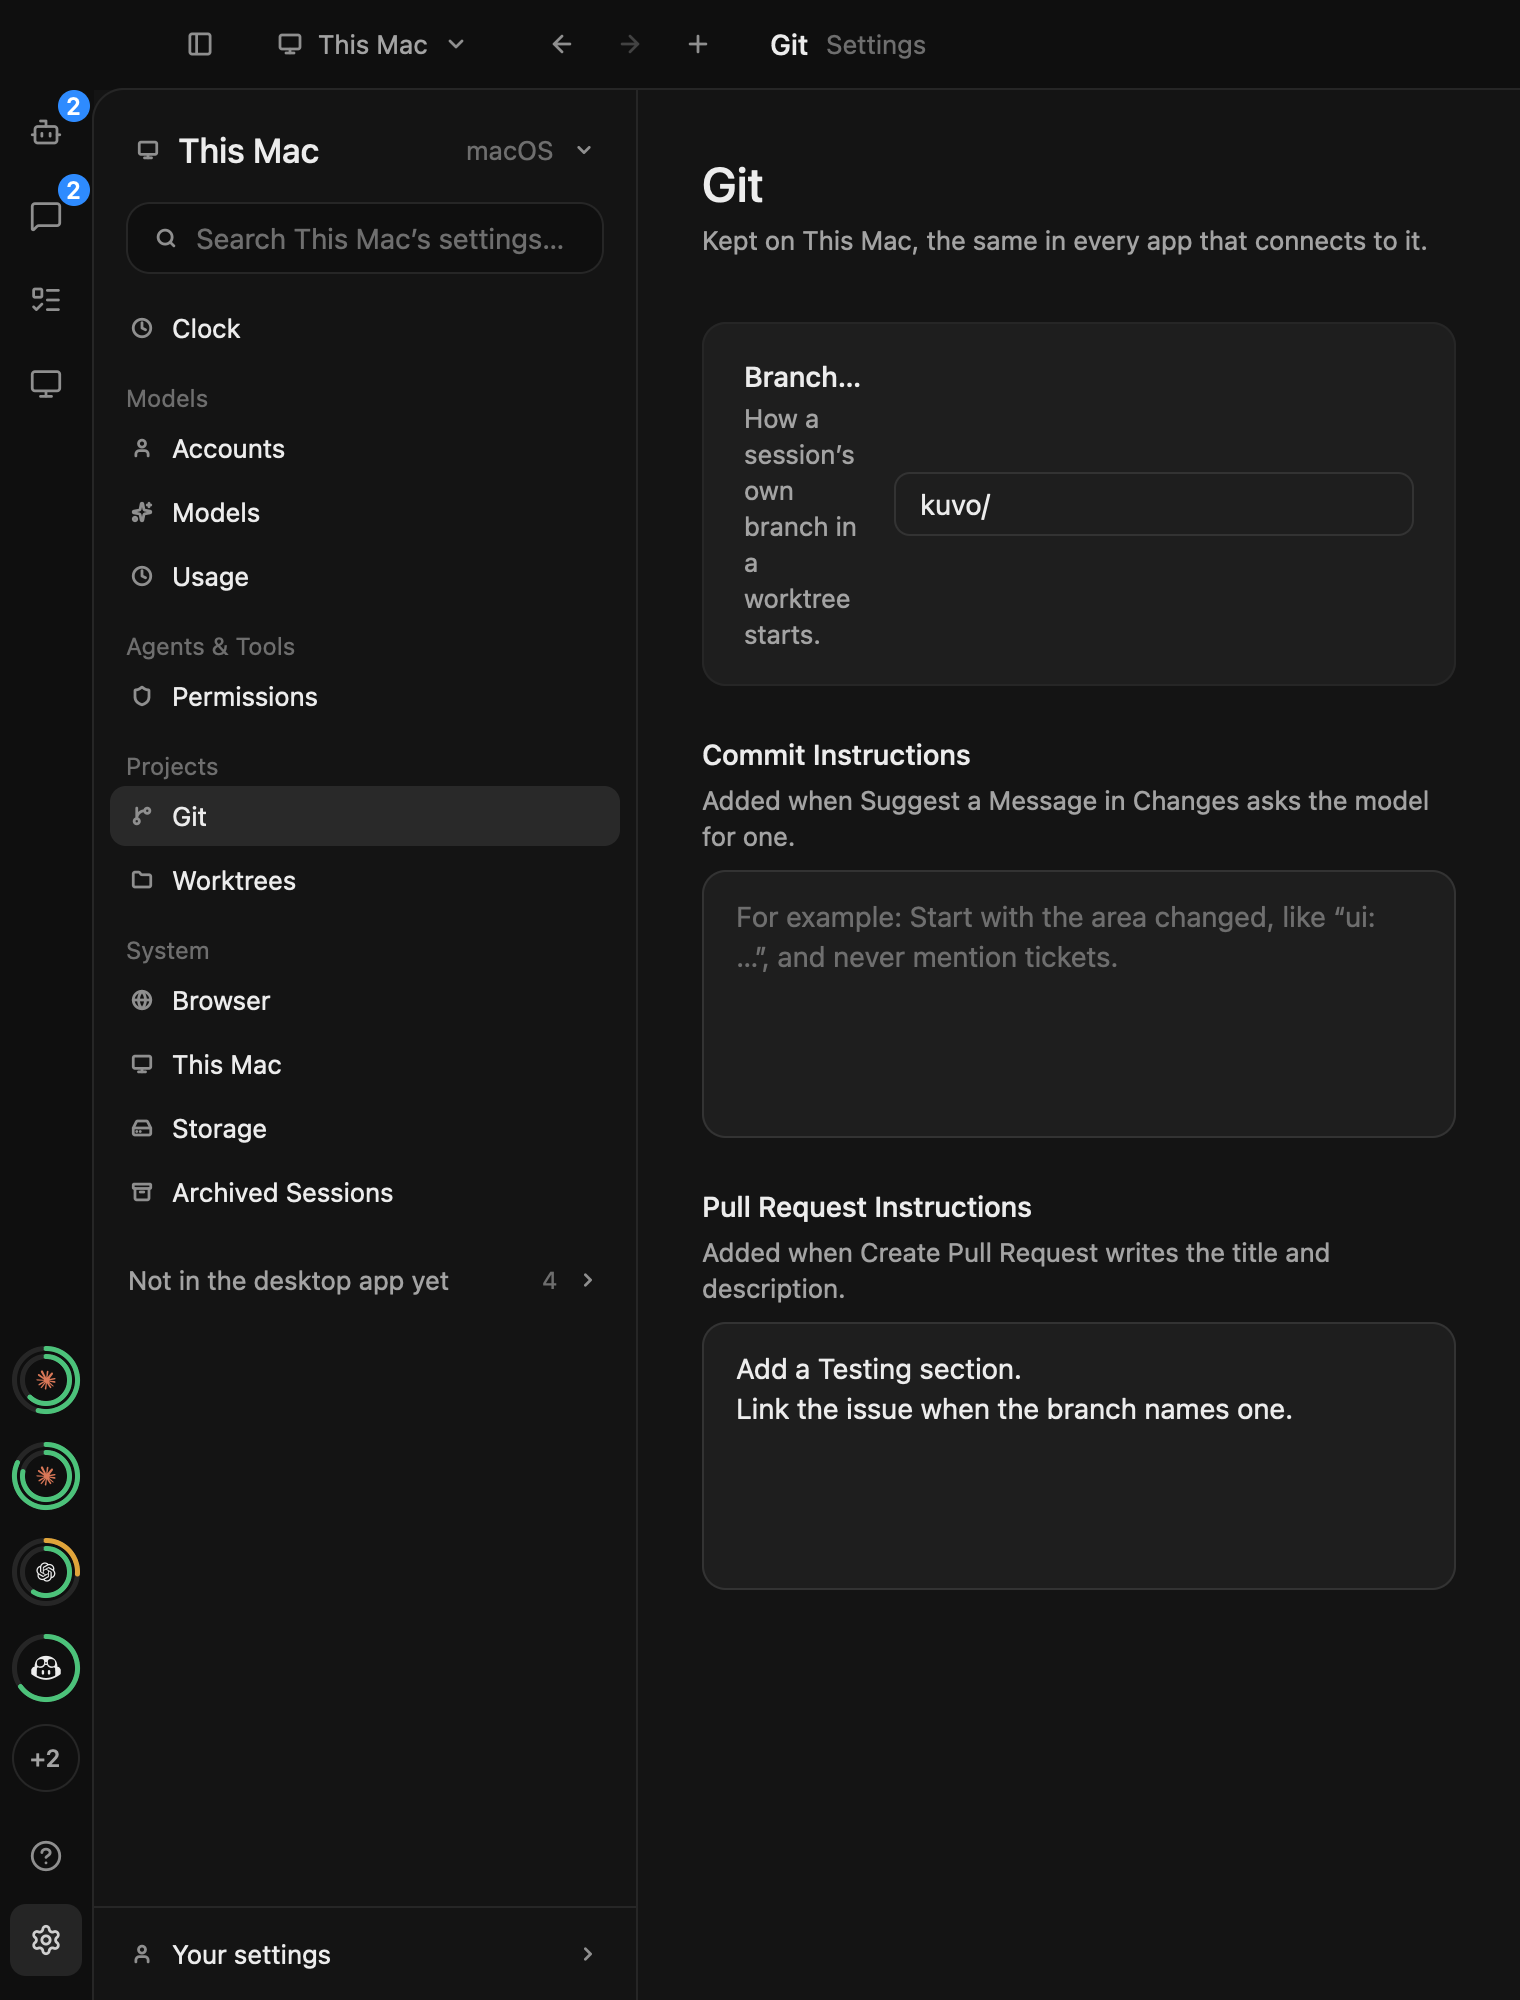 This Mac
Git Settings
2
2
This Mac
macOS
Search This Mac’s settings...
Clock
Models
Accounts
Models
Usage
Agents & Tools
Permissions
Projects
Git
Worktrees
System
Browser
This Mac
Storage
Archived Sessions
Not in the desktop app yet 4
+2
Your settings
Git
Kept on This Mac, the same in every app that connects to it.
Branch...
How a
session’s
own
branch in
a
worktree
starts.
kuvo/
Commit Instructions
Added when Suggest a Message in Changes asks the model
for one.
For example: Start with the area changed, like “ui:
...”, and never mention tickets.
Pull Request Instructions
Added when Create Pull Request writes the title and
description.
Add a Testing section.
Link the issue when the branch names one.